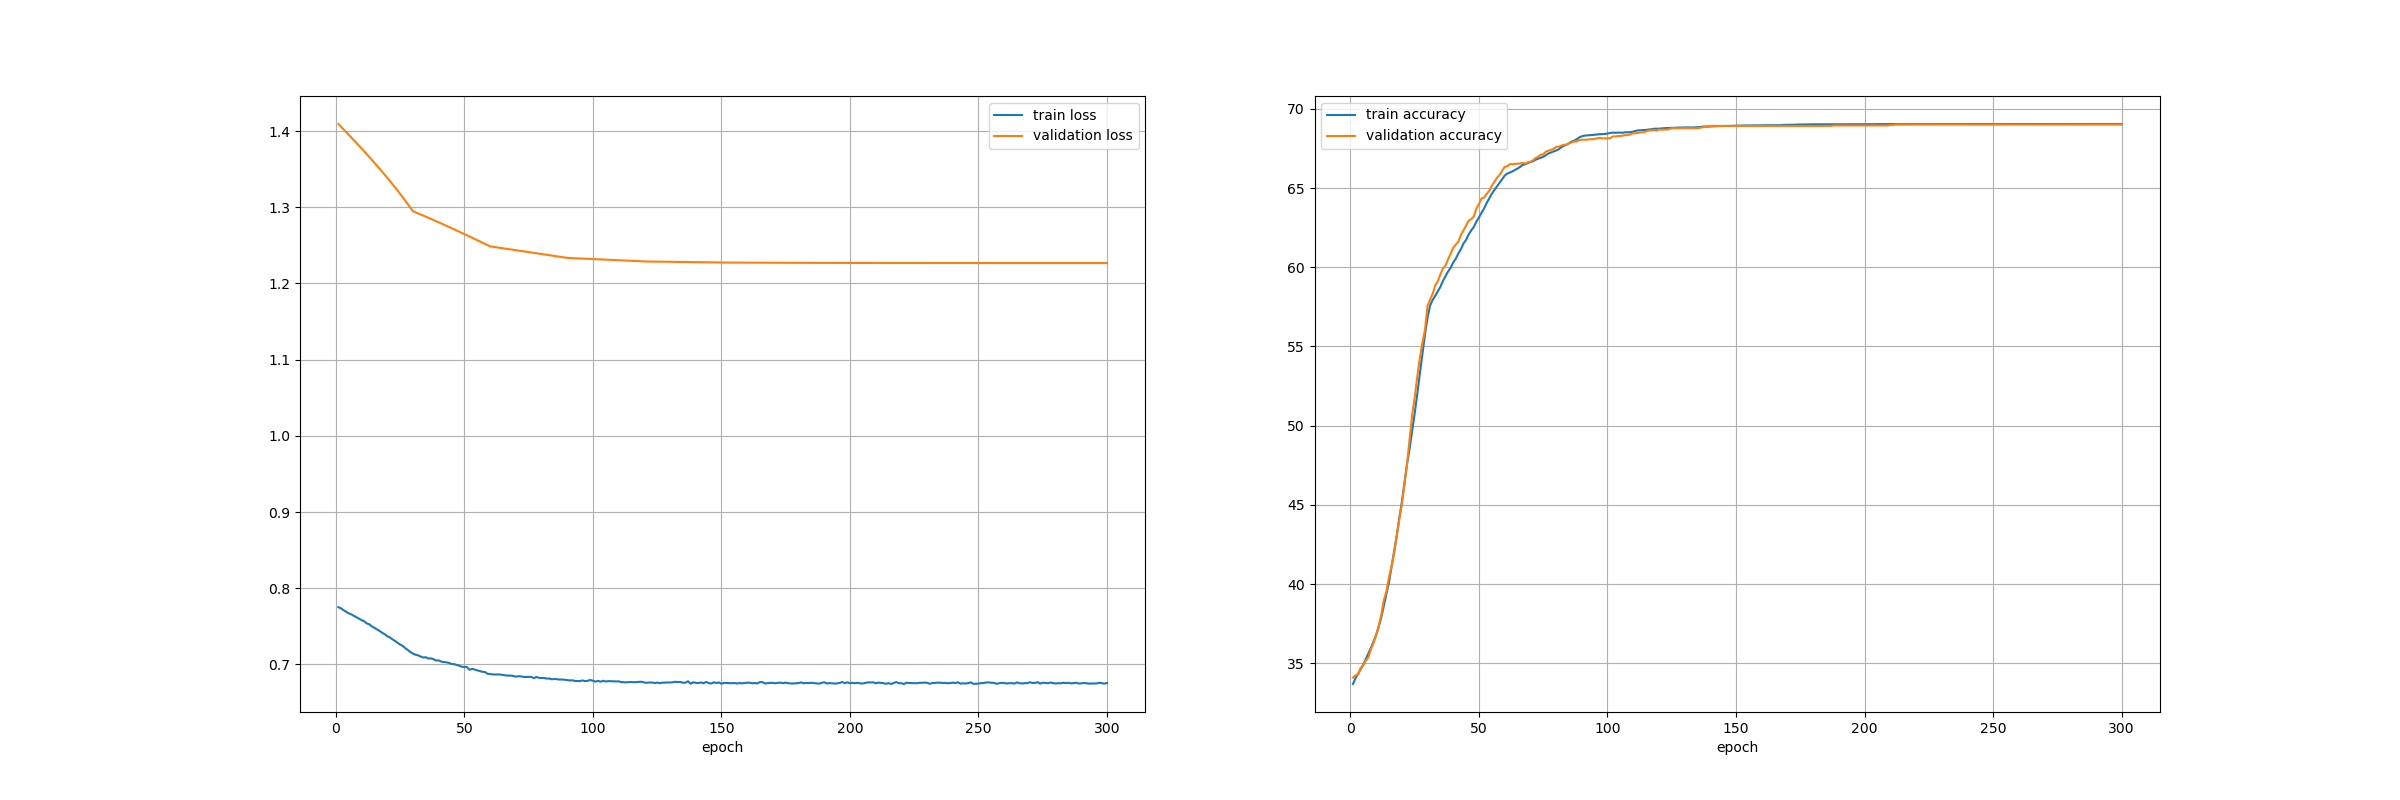 train loss
validation loss
1.4
1.3
1.2
1.1
1.0
0.9
0.8
0.7
0 50 100 150 200 250 300
epoch
train accuracy
validation accuracy
70
65
60
55
50
45
40
35
0 50 100 150 200 250 300
epoch